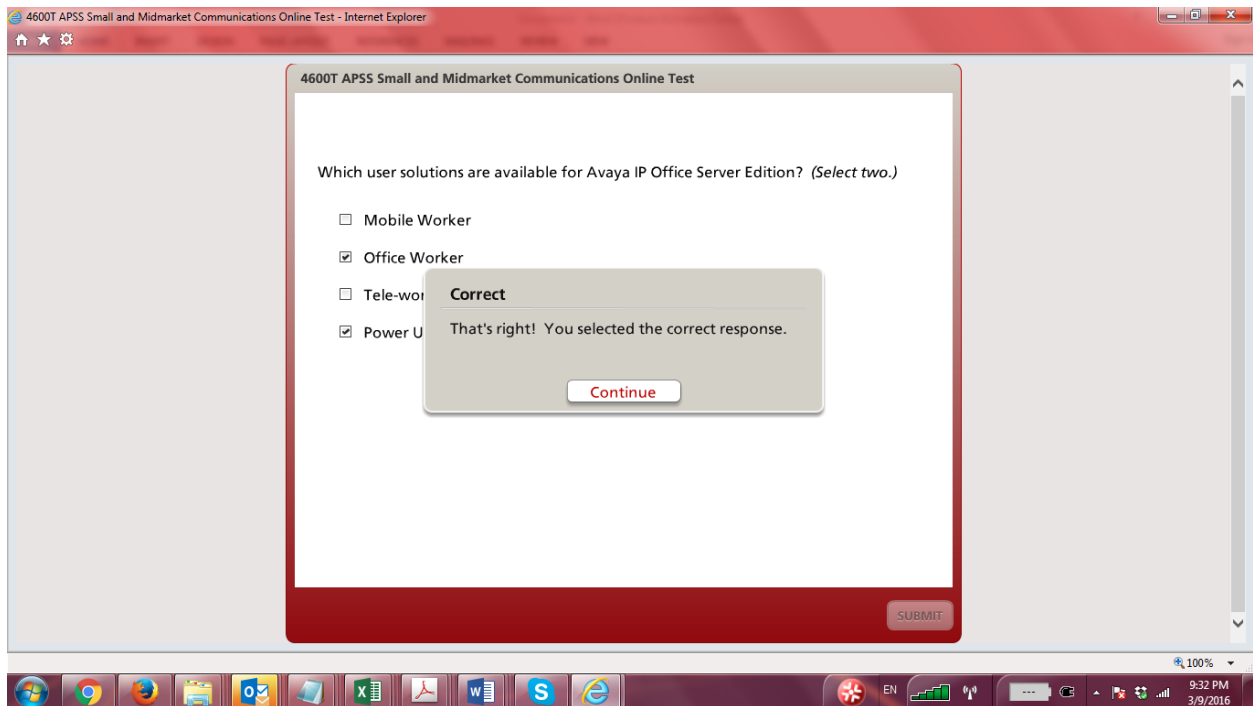 4600T APSS Small and Midmarket Communications Online Test - Internet Explorer
4600T APSS Small and Midmarket Communications Online Test
Which user solutions are available for Avaya IP Office Server Edition? (Select two.)
Mobile Worker
Office Worker
Tele-wor
Power U
Correct
That's right! You selected the correct response.
Continue
SUBMIT
100%
EN
9:32 PM
3/9/2016